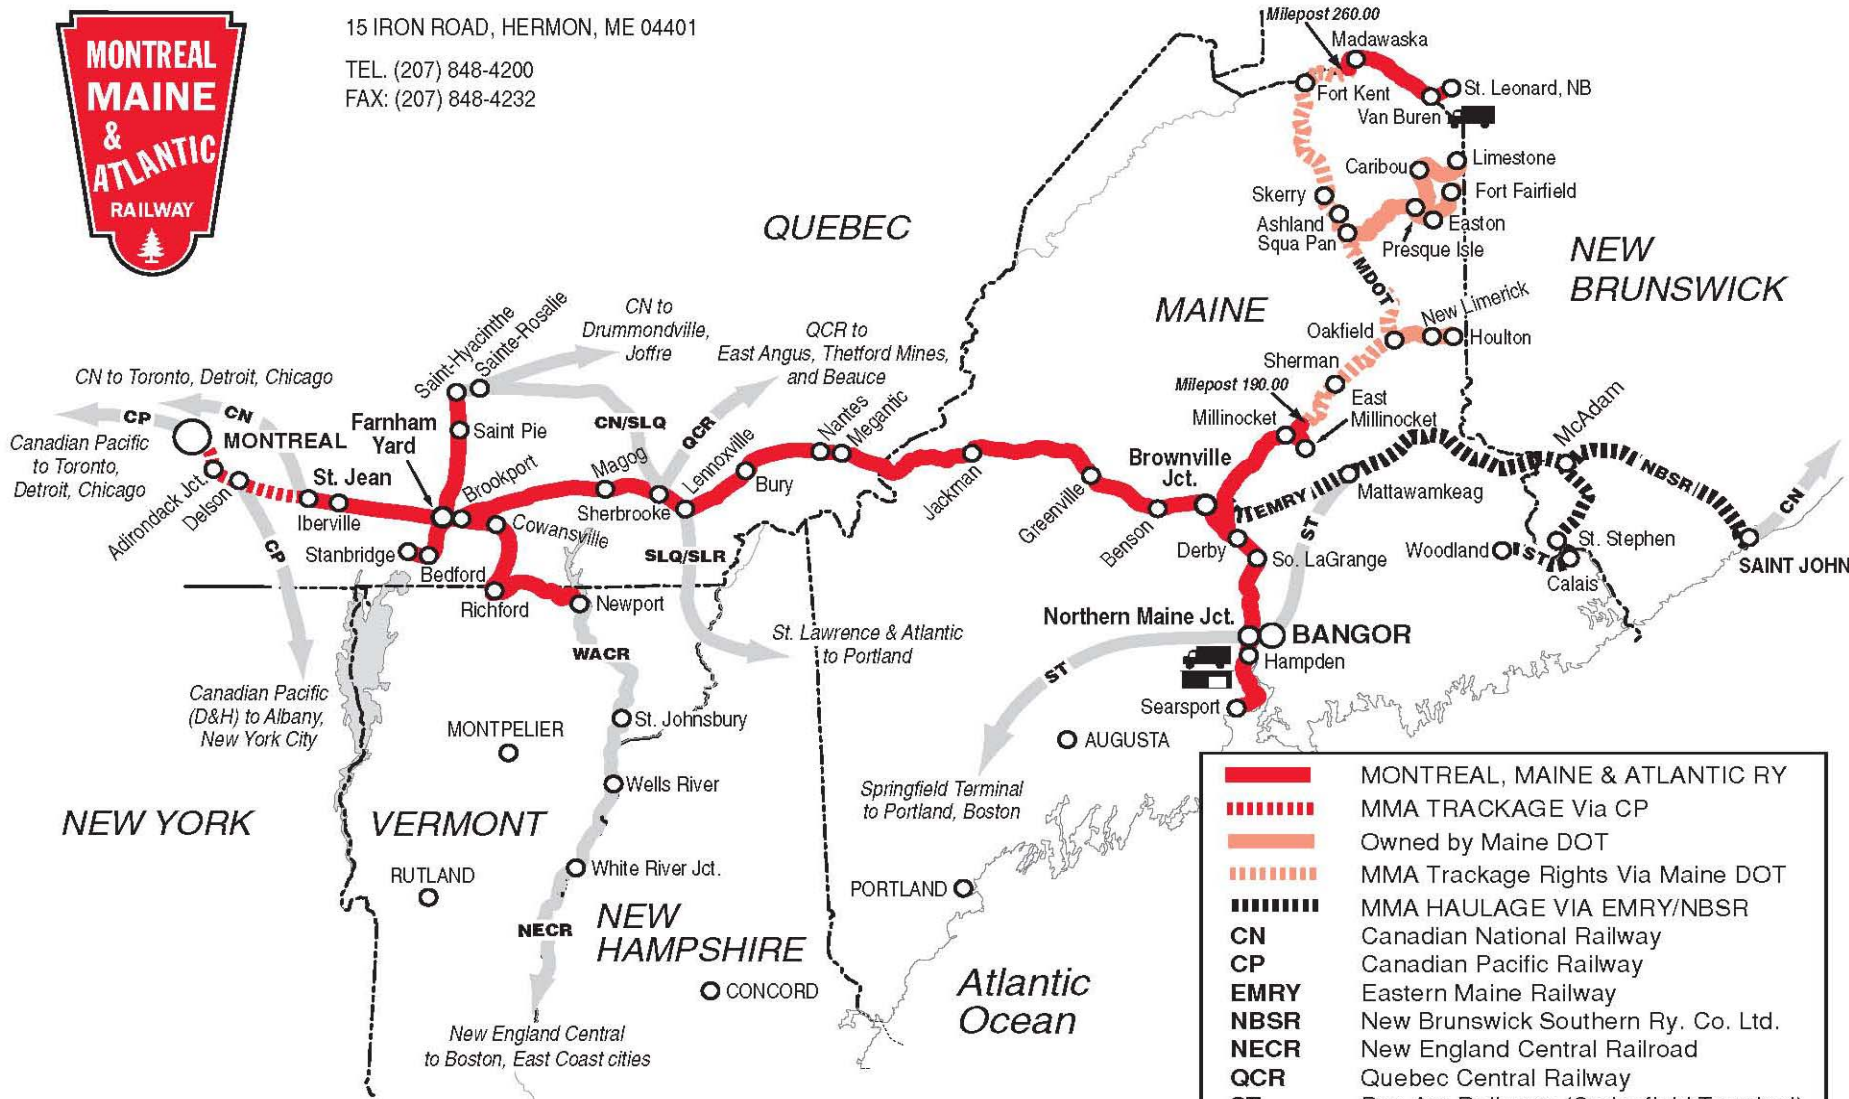 MONTREAL
MAINE
&
ATLANTIC
RAILWAY
15 IRON ROAD, HERMON, ME 04401
TEL. (207) 848-4200
FAX: (207) 848-4232
Milepost 260.00
Madawaska
Fort Kent
St. Leonard, NB
Van Buren
Caribou
Limestone
Fort Fairfield
Skerry
Ashland
Squa Pan
Easton
Presque Isle
MDOT
QUEBEC
NEW
BRUNSWICK
MAINE
New Limerick
Oakfield
Houlton
Sherman
Milepost 190.00
East
Millinocket
Millinocket
CN to
Drummondville,
Joffre
QCR to
East Angus, Thetford Mines,
and Beauce
Saint-Hyacinthe
Sainte-Rosalie
CN to Toronto, Detroit, Chicago
CP
CN
Canadian Pacific
to Toronto,
Detroit, Chicago
MONTREAL
Farnham
Yard
Saint Pie
CN/SLQ
QCR
Adirondack Jct.
Delson
St. Jean
Iberville
Brookport
Magog
Sherbrooke
Lennoxville
Bury
Nantes
Megantic
Jackman
Greenville
Benson
Brownville
Jct.
Derby
So. LaGrange
EMRY
Mattawamkeag
McAdam
NBSR
CN
ST
Woodland
ST
St. Stephen
Calais
SAINT JOHN
CP
Stanbridge
Bedford
Cowansville
Richford
Newport
SLQ/SLR
WACR
St. Lawrence & Atlantic
to Portland
Northern Maine Jct.
BANGOR
Hampden
Searsport
ST
AUGUSTA
Springfield Terminal
to Portland, Boston
Canadian Pacific
(D&H) to Albany,
New York City
MONTPELIER
St. Johnsbury
Wells River
NEW YORK
VERMONT
RUTLAND
White River Jct.
NECR
NEW
HAMPSHIRE
CONCORD
PORTLAND
Atlantic
Ocean
New England Central
to Boston, East Coast cities
MONTREAL, MAINE & ATLANTIC RY
MMA TRACKAGE Via CP
Owned by Maine DOT
MMA Trackage Rights Via Maine DOT
MMA HAULAGE VIA EMRY/NBSR
CN Canadian National Railway
CP Canadian Pacific Railway
EMRY Eastern Maine Railway
NBSR New Brunswick Southern Ry. Co. Ltd.
NECR New England Central Railroad
QCR Quebec Central Railway